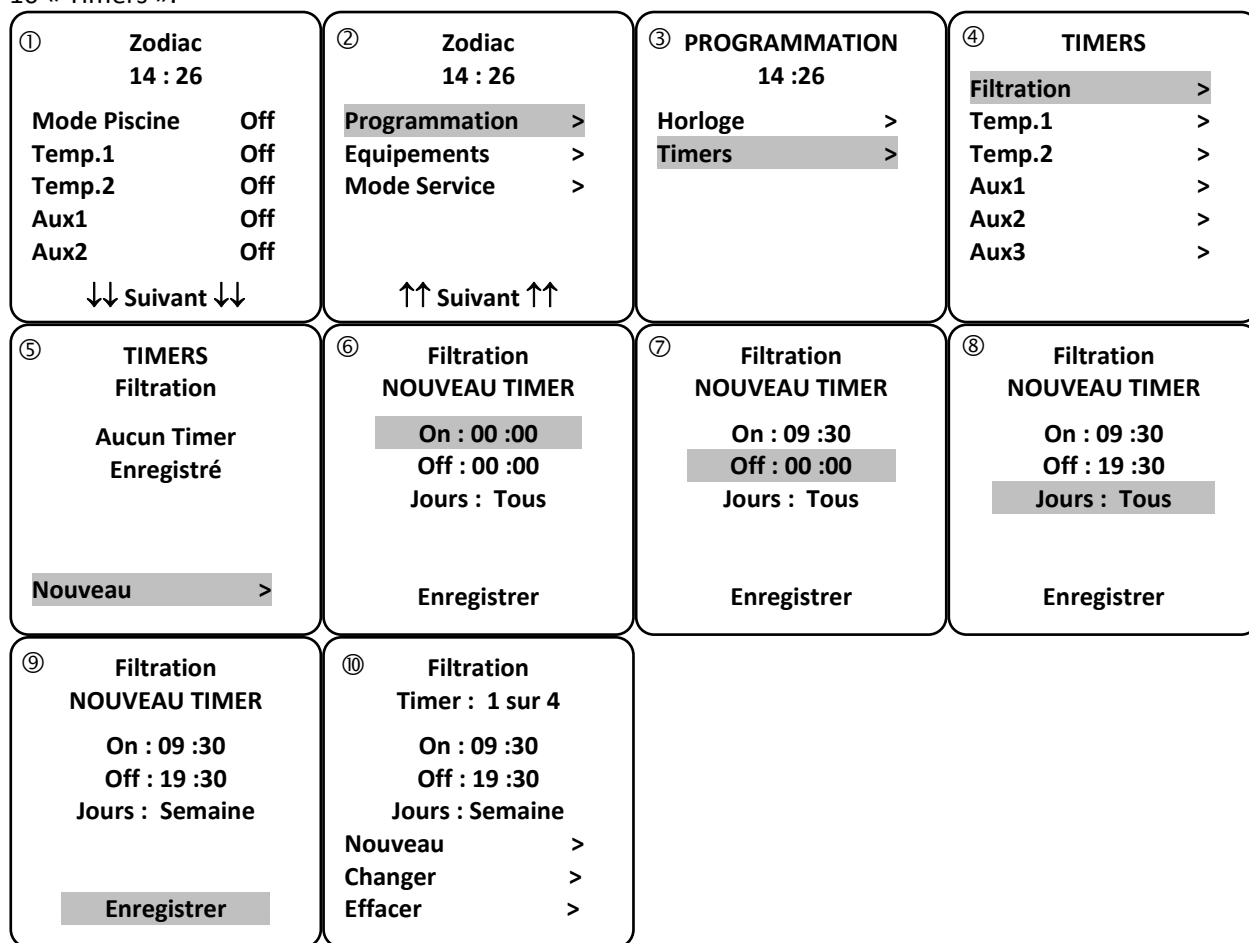 10 « Timers ».
① Zodiac
14 : 26
Mode Piscine Off
Temp.1 Off
Temp.2 Off
Aux1 Off
Aux2 Off
↓↓ Suivant ↓↓
② Zodiac
14 : 26
Programmation >
Equipements >
Mode Service >
↑↑ Suivant ↑↑
③ PROGRAMMATION
14 :26
Horloge >
Timers >
④ TIMERS
Filtration >
Temp.1 >
Temp.2 >
Aux1 >
Aux2 >
Aux3 >
⑤ TIMERS
Filtration
Aucun Timer
Enregistré
Nouveau >
⑥ Filtration
NOUVEAU TIMER
On : 00 :00
Off : 00 :00
Jours : Tous
Enregistrer
⑦ Filtration
NOUVEAU TIMER
On : 09 :30
Off : 00 :00
Jours : Tous
Enregistrer
⑧ Filtration
NOUVEAU TIMER
On : 09 :30
Off : 19 :30
Jours : Tous
Enregistrer
⑨ Filtration
NOUVEAU TIMER
On : 09 :30
Off : 19 :30
Jours : Semaine
Enregistrer
⑩ Filtration
Timer : 1 sur 4
On : 09 :30
Off : 19 :30
Jours : Semaine
Nouveau >
Changer >
Effacer >